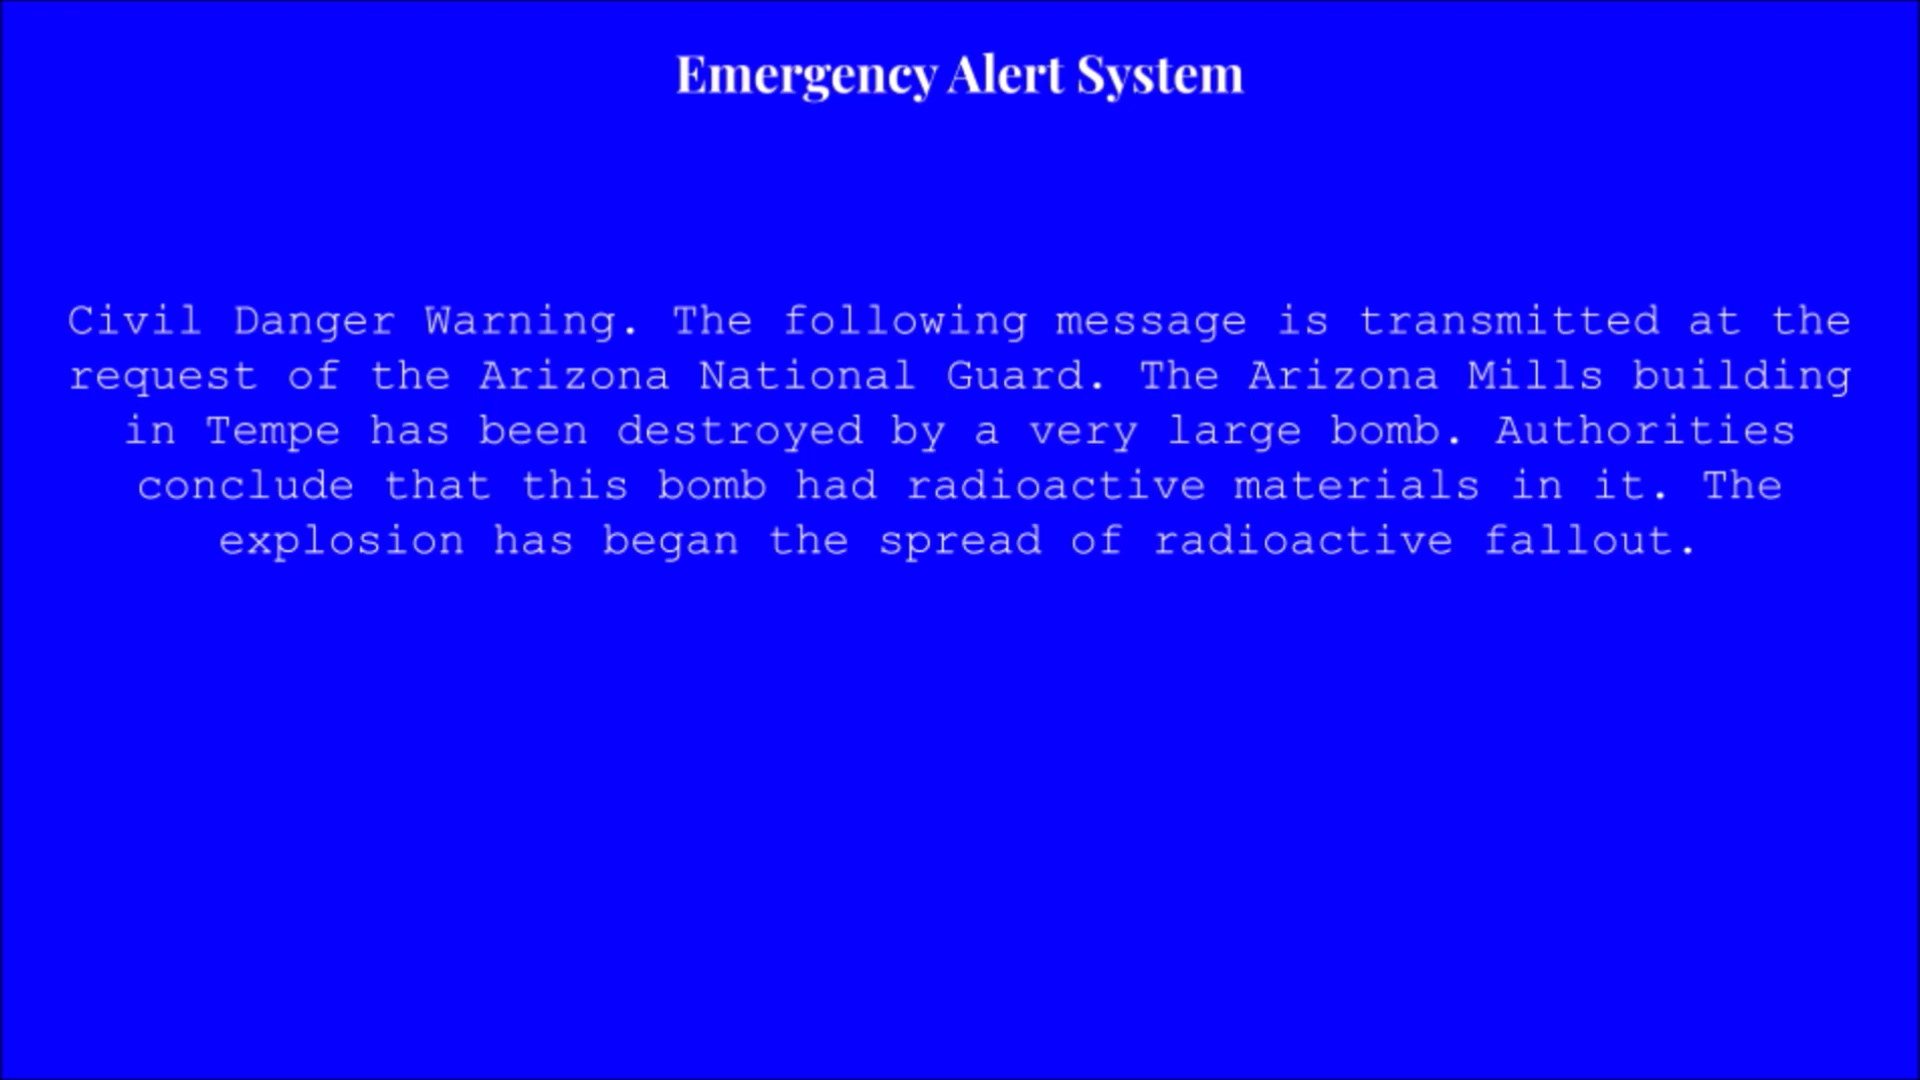 Emergency Alert System
Civil Danger Warning. The following message is transmitted at the
request of the Arizona National Guard. The Arizona Mills building
in Tempe has been destroyed by a very large bomb. Authorities
conclude that this bomb had radioactive materials in it. The
explosion has began the spread of radioactive fallout.